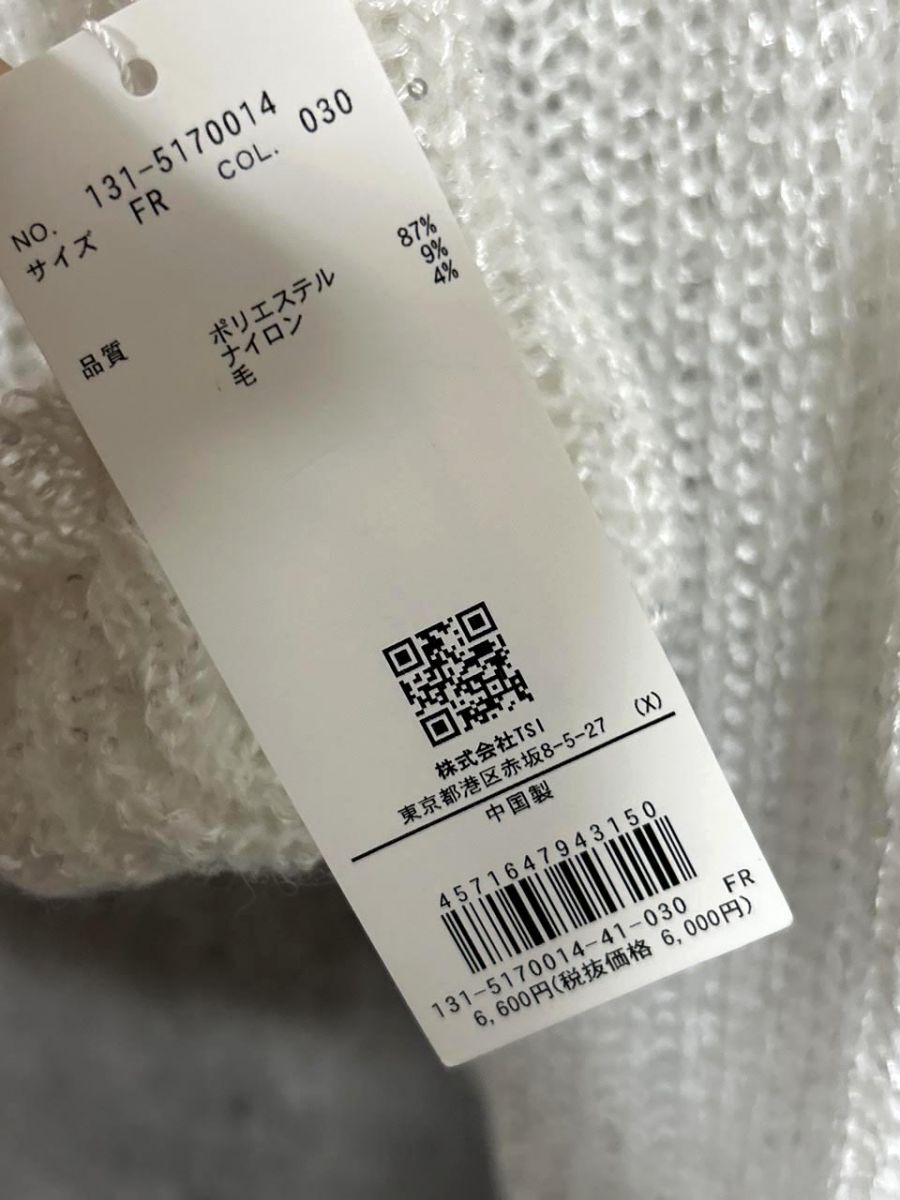 NO. 131-5170014
サイズ FR COL. 030
品質 ポリエステル 87%
ナイロン 9%
毛 4%
株式会社TSI
東京都港区赤坂8-5-27 (X)
中国製
4571647943150
131-5170014-41-030 FR
6,600円(税抜価格 6,000円)